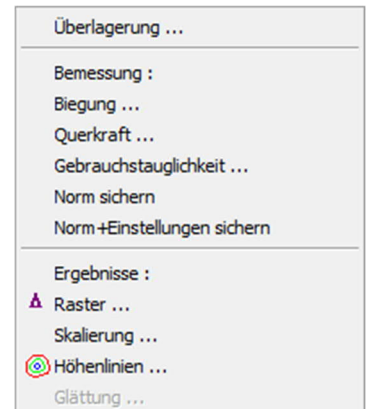 Überlagerung ...
Bemessung :
Biegung ...
Querkraft ...
Gebrauchstauglichkeit ...
Norm sichern
Norm+Einstellungen sichern
Ergebnisse :
Raster ...
Skalierung ...
Höhenlinien ...
Glättung ...